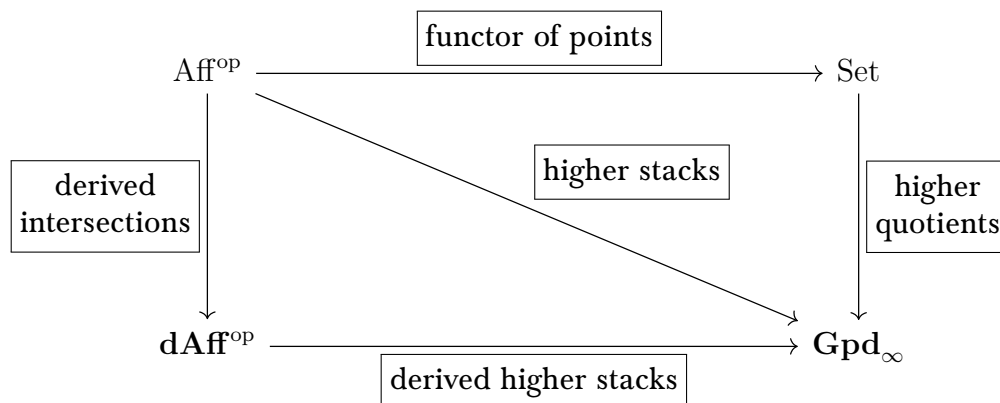 functor of points
Aff^op
Set
higher stacks
derived
intersections
higher
quotients
dAff^op
Gpd_∞
derived higher stacks